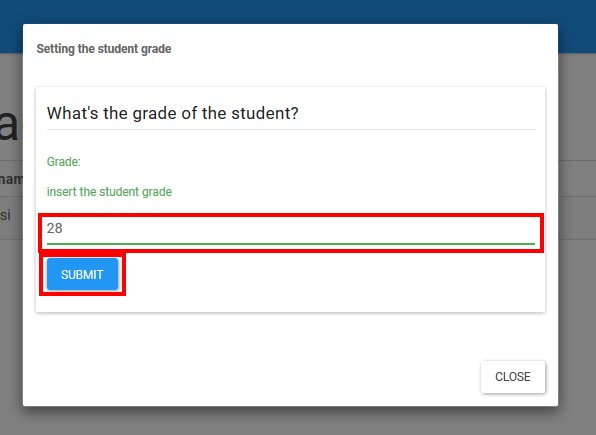 Setting the student grade
What's the grade of the student?
Grade:
insert the student grade
28
SUBMIT
CLOSE
a
nam
si